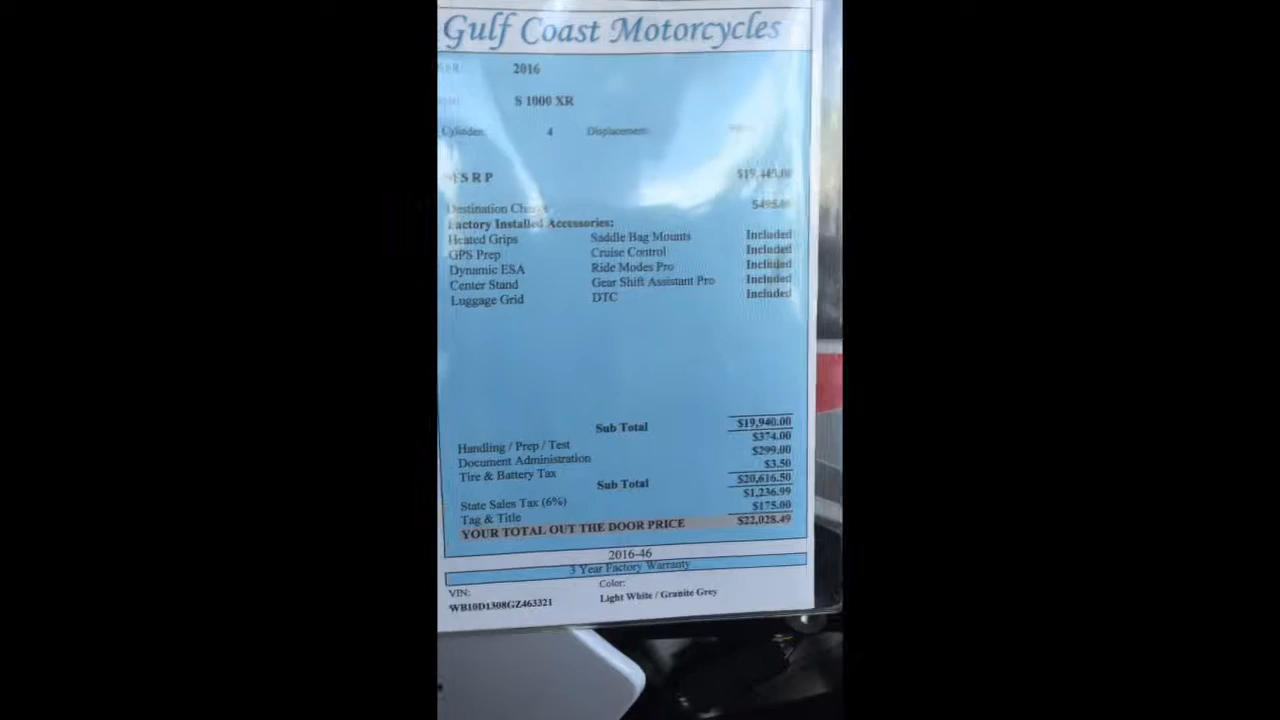 Gulf Coast Motorcycles
2016
S 1000 XR
Cylinder: 4 Displacement:
M S R P $19,445.00
Destination Charge $495.00
Factory Installed Accessories:
Heated Grips Saddle Bag Mounts Included
GPS Prep Cruise Control Included
Dynamic ESA Ride Modes Pro Included
Center Stand Gear Shift Assistant Pro Included
Luggage Grid DTC Included
Sub Total $19,940.00
Handling / Prep / Test $374.00
Document Administration $299.00
Tire & Battery Tax $3.50
Sub Total $20,616.50
State Sales Tax (6%) $1,236.99
Tag & Title $175.00
YOUR TOTAL OUT THE DOOR PRICE $22,028.49
2016-46
3 Year Factory Warranty
VIN: Color:
WB10D1308GZ463321 Light White / Granite Grey